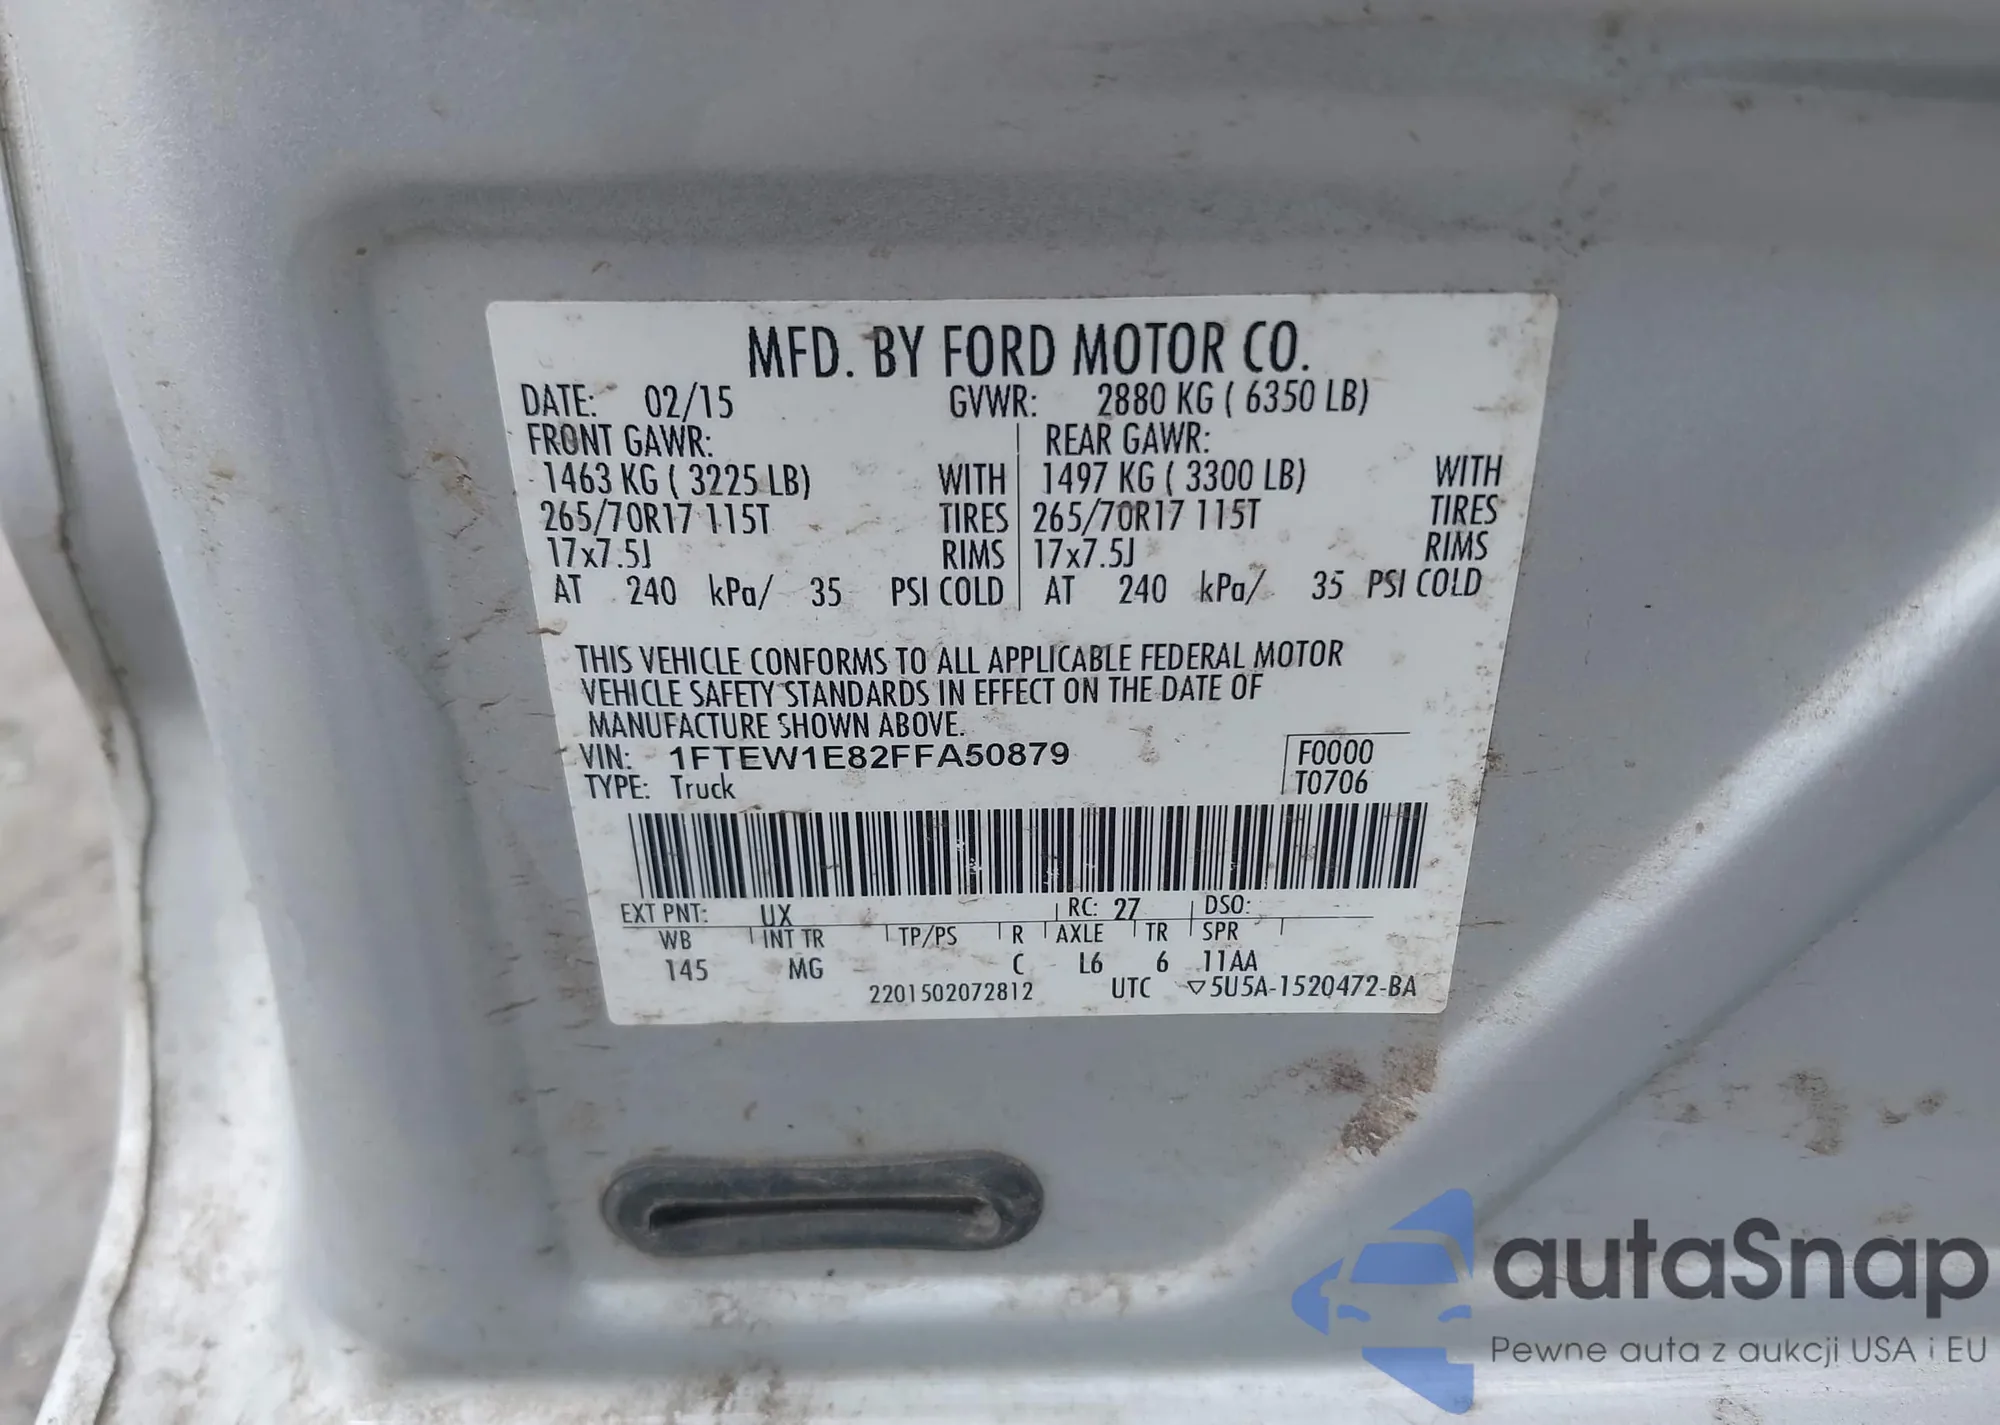 MFD. BY FORD MOTOR CO.
DATE: 02/15 GVWR: 2880 KG ( 6350 LB)
FRONT GAWR: REAR GAWR:
1463 KG ( 3225 LB) WITH 1497 KG ( 3300 LB) WITH
265/70R17 115T TIRES 265/70R17 115T TIRES
17x7.5J RIMS 17x7.5J RIMS
AT 240 kPa/ 35 PSI COLD AT 240 kPa/ 35 PSI COLD
THIS VEHICLE CONFORMS TO ALL APPLICABLE FEDERAL MOTOR
VEHICLE SAFETY STANDARDS IN EFFECT ON THE DATE OF
MANUFACTURE SHOWN ABOVE.
VIN: 1FTEW1E82FFA50879 F0000
TYPE: Truck T0706
EXT PNT: UX RC: 27 DSO:
WB INT TR TP/PS R AXLE TR SPR
145 MG C L6 6 11AA
2201502072812 UTC ▽5U5A-1520472-BA
autaSnap
Pewne auta z aukcji USA i EU